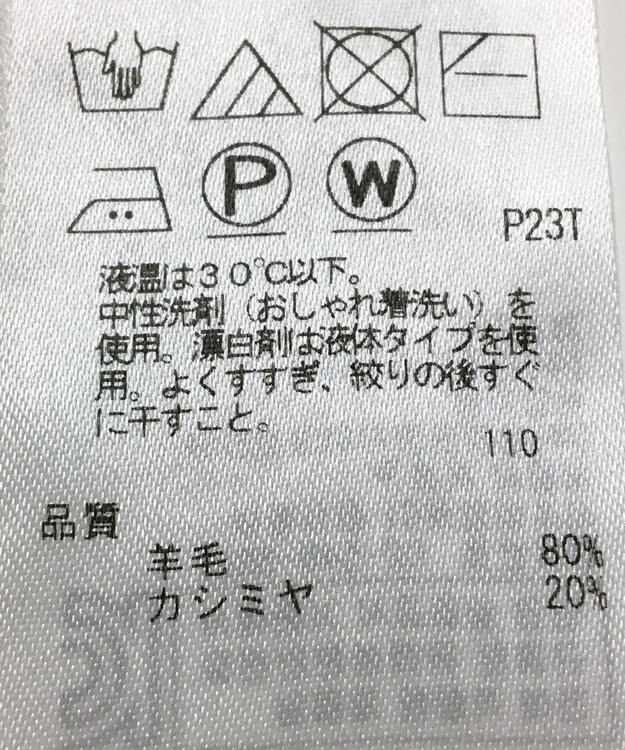 P W
P23T
液温は30℃以下。
中性洗剤（おしゃれ着洗い）を
使用。漂白剤は液体タイプを使
用。よくすすぎ、絞りの後すぐ
に干すこと。
110
品質
羊毛 80%
カシミヤ 20%